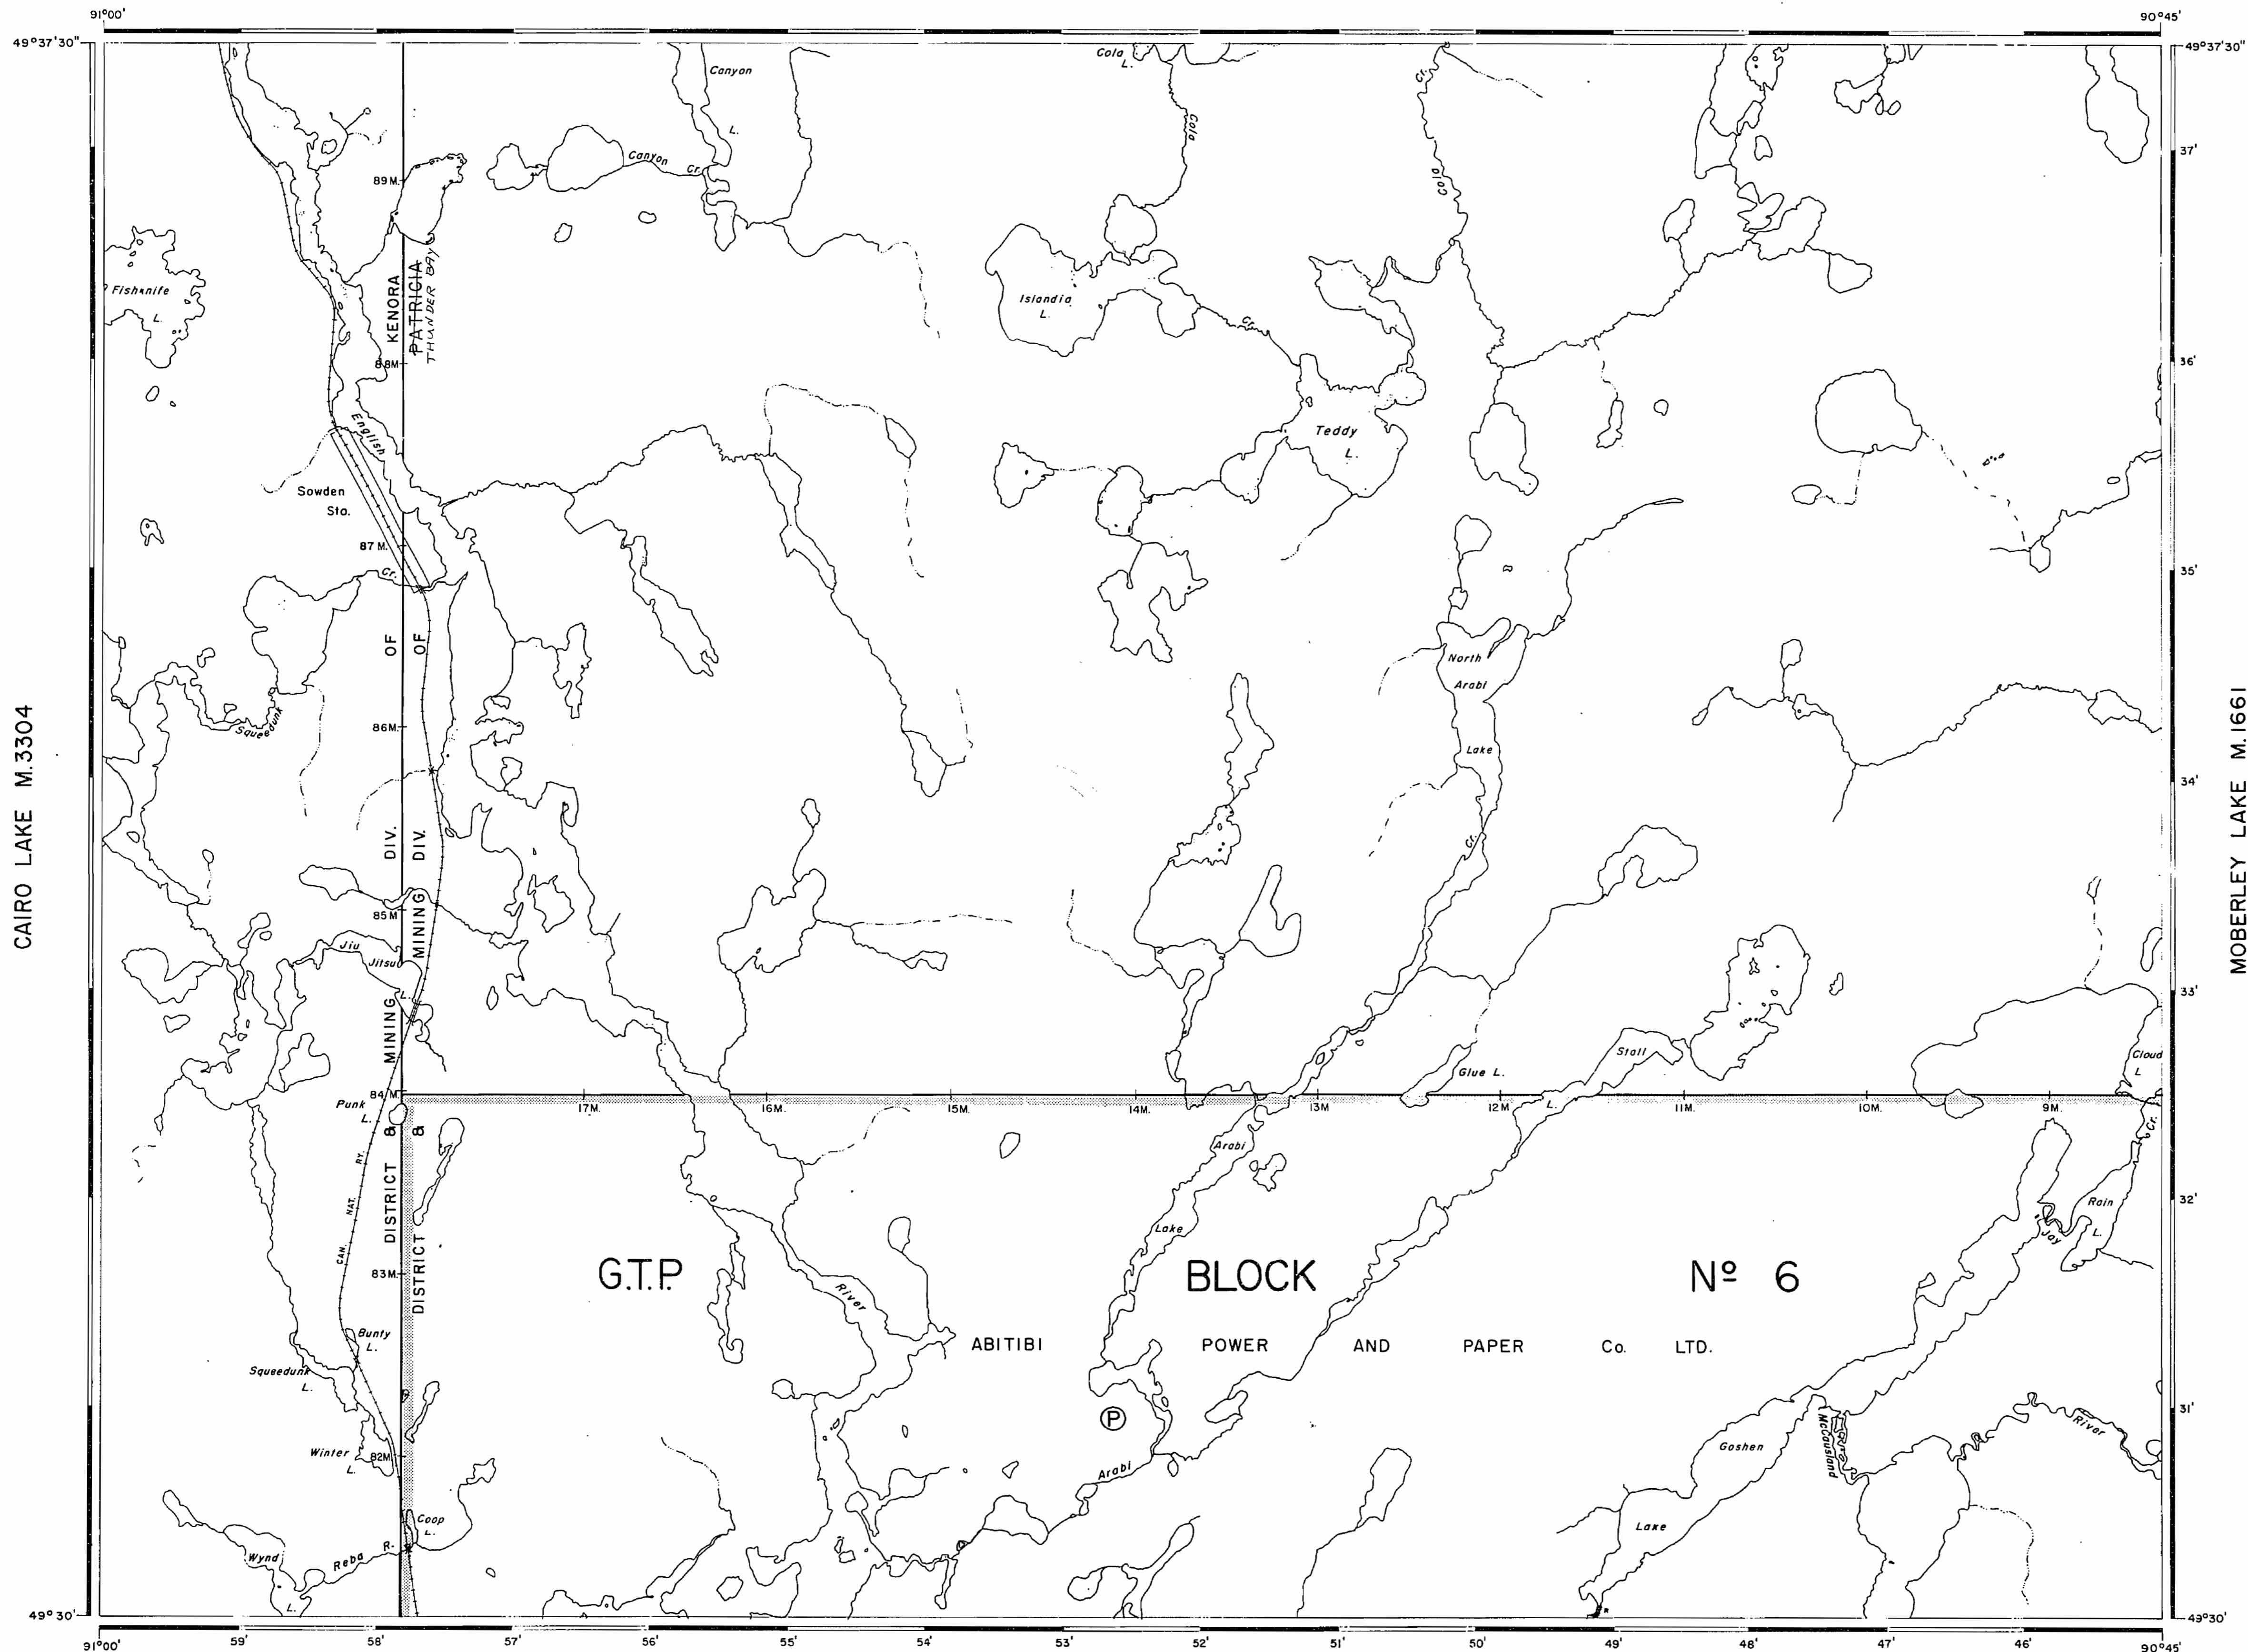 91°00'
90°45'
49°37'30"
49°37'30"
Canyon
L.
Cola
L.
Cr.
Cola
Cola
Canyon
Cr.
37'
89M.
KENORA
PATRICIA
THUNDER BAY
Fishknife
L.
Islandia
L.
Cr.
88M
36'
English
Teddy
L.
Sowden
Sta.
87M.
Cr.
35'
OF
OF
North
Arabi
Lake
Squeedunk
86M.
CAIRO LAKE M.3304
MOBERLEY LAKE M.1661
34'
DIV.
DIV.
Cr.
85M
MINING
Jiu
Jitsu
L.
33'
MINING
Stall
L.
Glue L.
Cloud
L
84M.
Punk
L.
17M.
16M.
15M.
14M.
13M
12M
11M.
10M.
9M.
&
&
Arabi
Lake
Cr.
RY.
NAT.
CAN.
DISTRICT
DISTRICT
32'
Rain
L.
Jay
83M.
G.T.P. BLOCK Nº 6
River
Bunty
L.
ABITIBI POWER AND PAPER Co. LTD.
Squeedunk
L.
P
31'
McCausland
River
Goshen
Lake
Winter
L.
82M
Arabi
Coop
L.
Wynd
L.
Reba R.
49°30'
49°30'
91°00'
59'
58'
57'
56'
55'
54'
53'
52'
51'
50'
49'
48'
47'
46'
90°45'